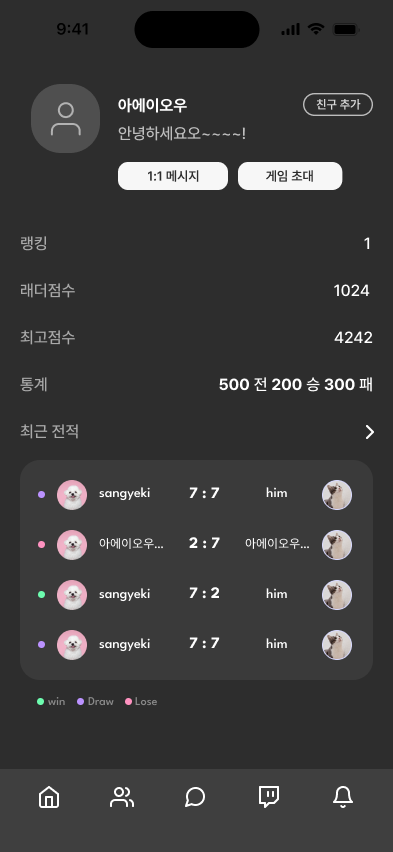 9:41
아에이오우
친구 추가
안녕하세요오~~~~!
1:1 메시지
게임 초대
랭킹 1
래더점수 1024
최고점수 4242
통계 500 전 200 승 300 패
최근 전적
sangyeki 7 : 7 him
아에이오우... 2 : 7 아에이오우...
sangyeki 7 : 2 him
sangyeki 7 : 7 him
win Draw Lose